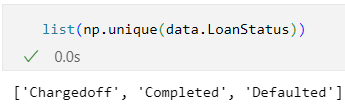 list(np.unique(data.LoanStatus))
✓ 0.0s
['Chargedoff', 'Completed', 'Defaulted']